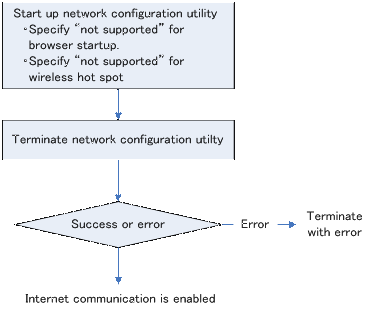 Start up network configuration utility
◦Specify "not supported" for
browser startup.
◦Specify "not supported" for
wireless hot spot
Terminate network configuration utilty
Success or error
Error
Terminate
with error
Internet communication is enabled